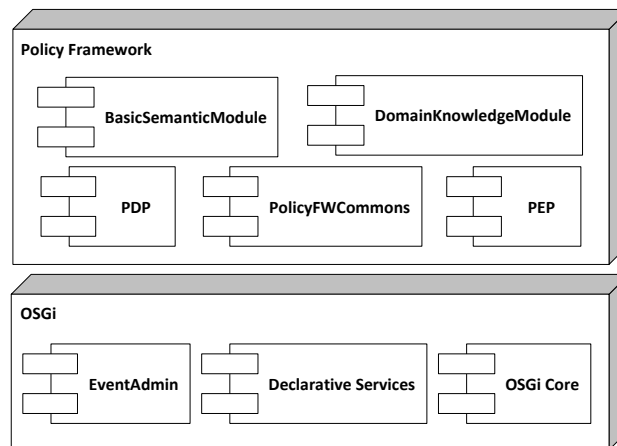 Policy Framework
BasicSemanticModule
DomainKnowledgeModule
PDP
PolicyFWCommons
PEP
OSGi
EventAdmin
Declarative Services
OSGi Core